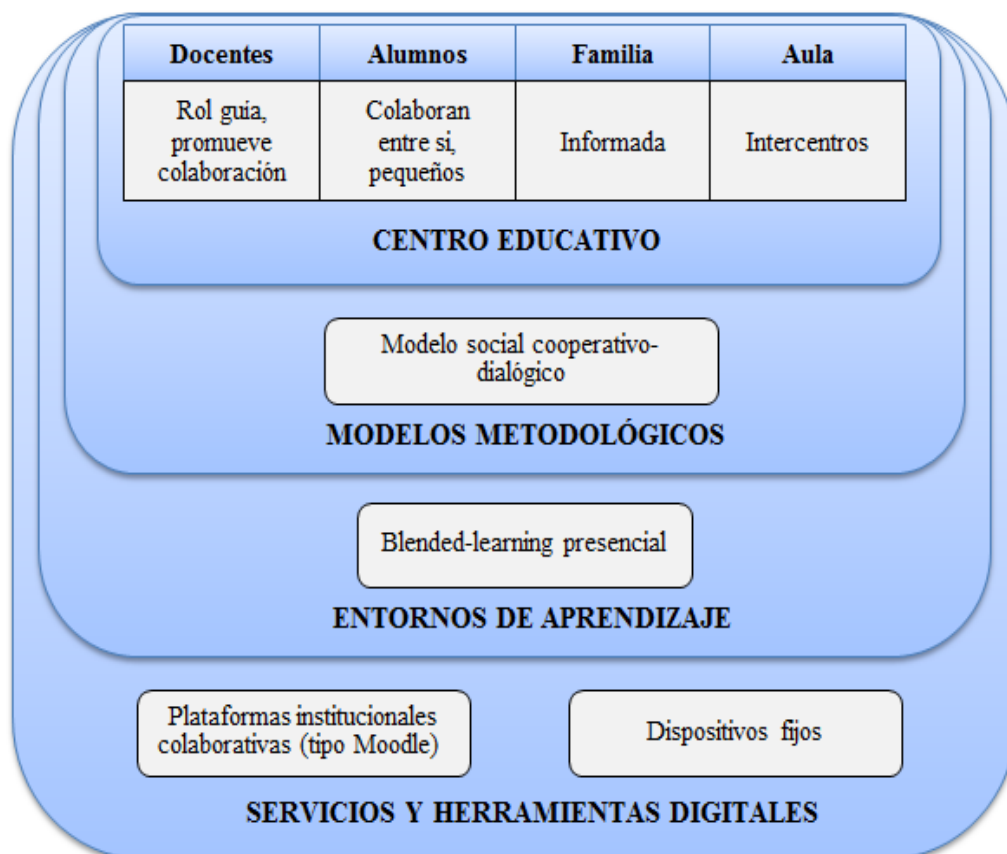 Docentes
Alumnos
Familia
Aula
Rol guía,
promueve
colaboración
Colaboran
entre si,
pequeños
Informada
Intercentros
CENTRO EDUCATIVO
Modelo social cooperativo-
dialógico
MODELOS METODOLÓGICOS
Blended-learning presencial
ENTORNOS DE APRENDIZAJE
Plataformas institucionales
colaborativas (tipo Moodle)
Dispositivos fijos
SERVICIOS Y HERRAMIENTAS DIGITALES